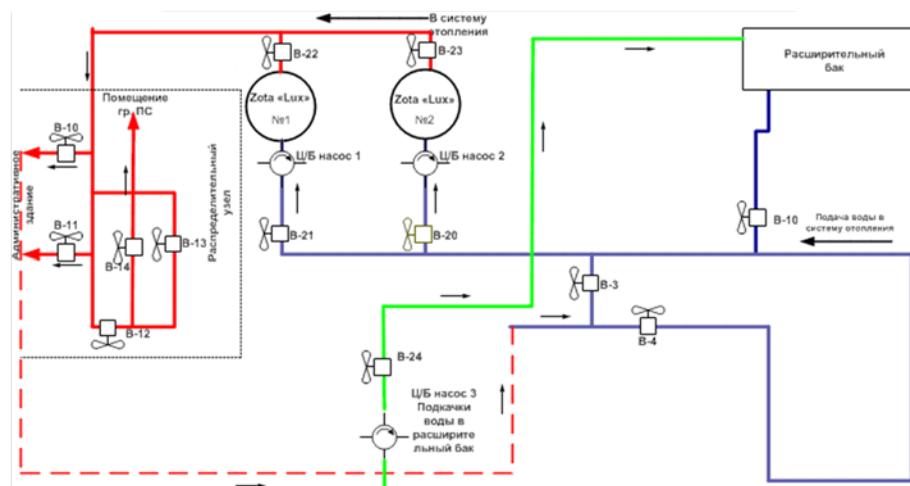 В систему
отопления
В-22
В-23
Расширительный
бак
Помещение
гр. ПС
Zota «Lux»
№1
Zota «Lux»
№2
В-10
Ц/Б насос 1
Ц/Б насос 2
Административное
здание
Распределительный
узел
В-11
В-14
В-13
В-21
В-20
В-10
Подача воды в
систему отопления
В-3
В-12
В-4
В-24
Ц/Б насос 3
Подкачки
воды в
расширите
льный бак